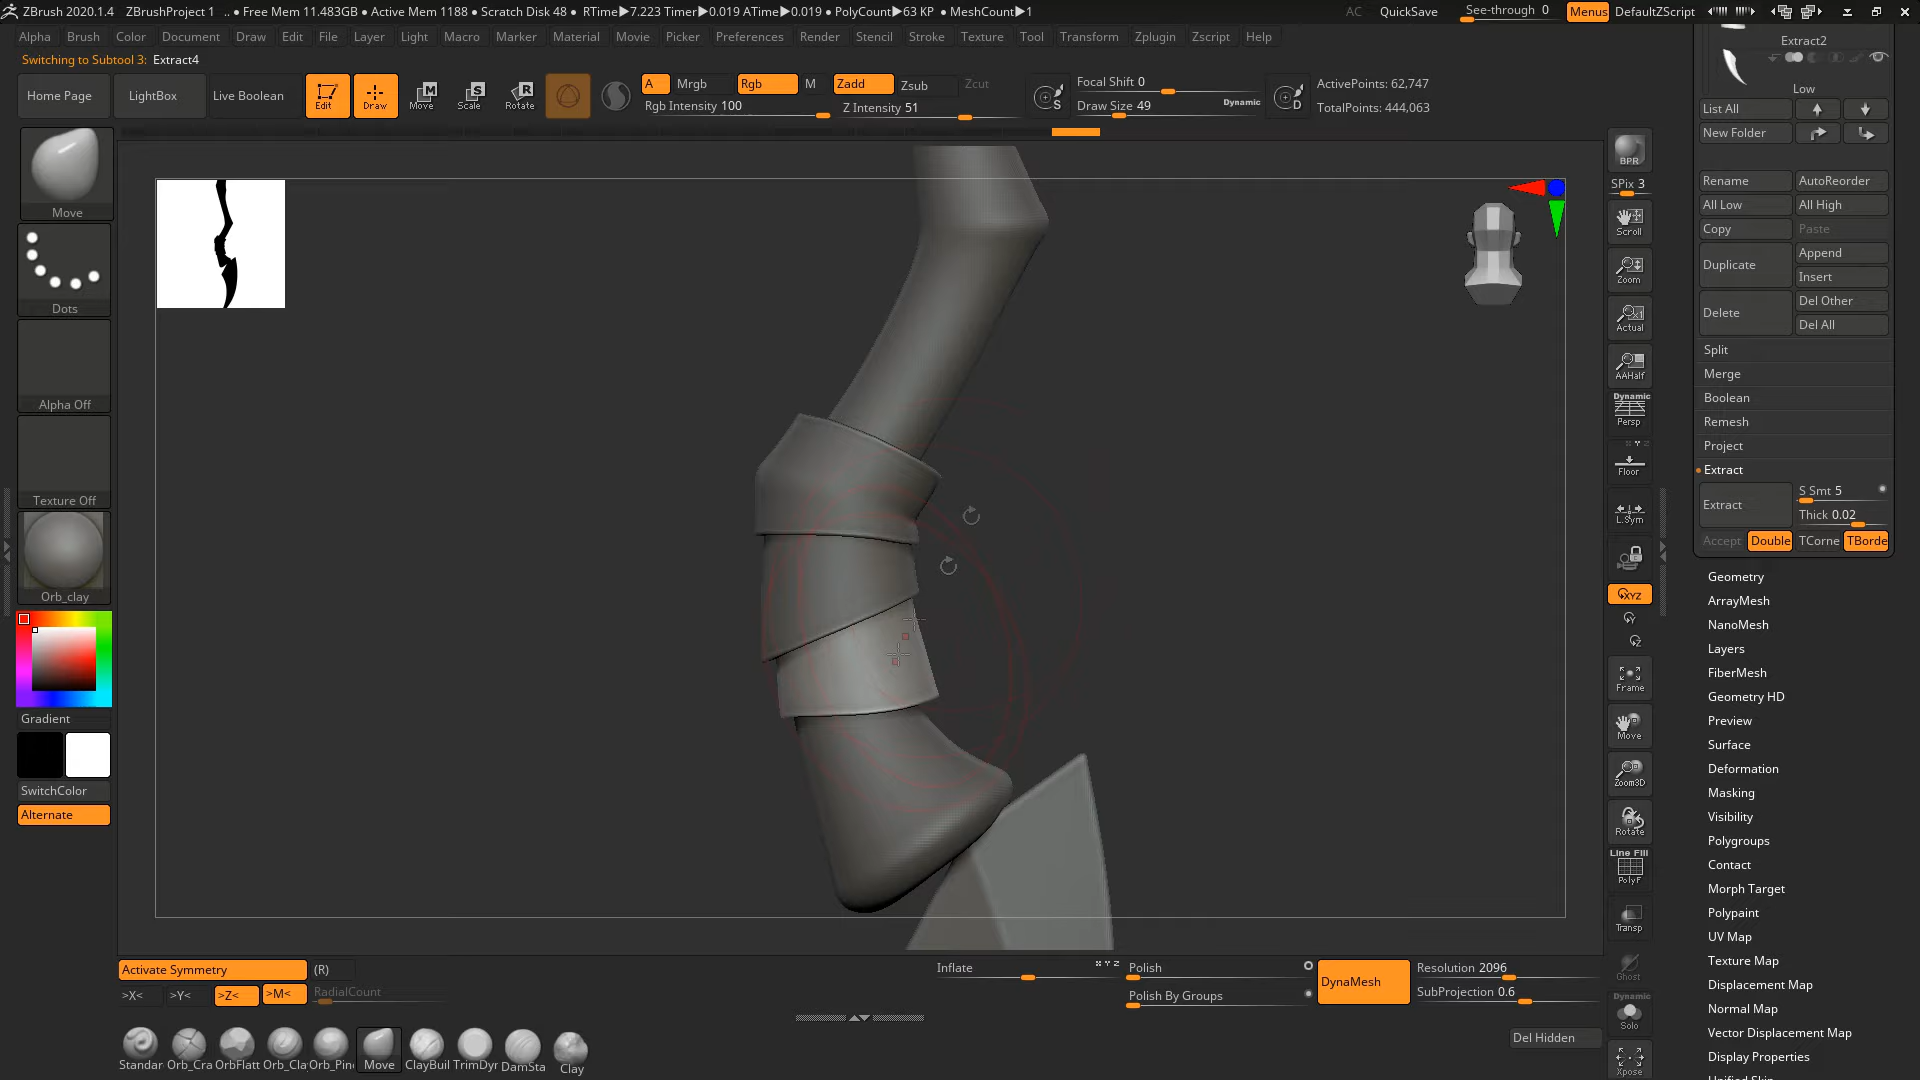 ZBrush 2020.1.4 ZBrushProject 1 .. • Free Mem 11.483GB • Active Mem 1188 • Scratch Disk 48 • RTime▶7.223 Timer▶0.019 ATime▶0.019 • PolyCount▶63 KP • MeshCount▶1 AC QuickSave See-through 0 Menus DefaultZScript
Alpha Brush Color Document Draw Edit File Layer Light Macro Marker Material Movie Picker Preferences Render Stencil Stroke Texture Tool Transform Zplugin Zscript Help
Switching to Subtool 3: Extract4
Home Page LightBox Live Boolean Edit Draw Move Scale Rotate
A Mrgb Rgb M Zadd Zsub Zcut
Rgb Intensity 100 Z Intensity 51
S Focal Shift 0
Draw Size 49 Dynamic D
ActivePoints: 62,747
TotalPoints: 444,063
Move
Dots
Alpha Off
Texture Off
Orb_clay
Gradient
SwitchColor
Alternate
BPR
SPix 3
Scroll
Zoom
Actual
AAHalf
Dynamic
Persp
Floor
L.Sym
XYZ
Y
Z
Frame
Move
Zoom3D
Rotate
Line Fill
PolyF
Transp
Ghost
Dynamic
Solo
Xpose
Extract2
Low
List All
New Folder
Rename AutoReorder
All Low All High
Copy Paste
Duplicate Append
Insert
Delete Del Other
Del All
Split
Merge
Boolean
Remesh
Project
Extract
Extract S Smt 5
Thick 0.02
Accept Double TCorne TBorde
Geometry
ArrayMesh
NanoMesh
Layers
FiberMesh
Geometry HD
Preview
Surface
Deformation
Masking
Visibility
Polygroups
Contact
Morph Target
Polypaint
UV Map
Texture Map
Displacement Map
Normal Map
Vector Displacement Map
Display Properties
Activate Symmetry (R)
>X< >Y< >Z< >M< RadialCount
Inflate Polish
Polish By Groups
DynaMesh
Resolution 2096
SubProjection 0.6
Del Hidden
Standar Orb_Cra OrbFlatt Orb_Cla Orb_Pin Move ClayBuil TrimDyr DamSta Clay